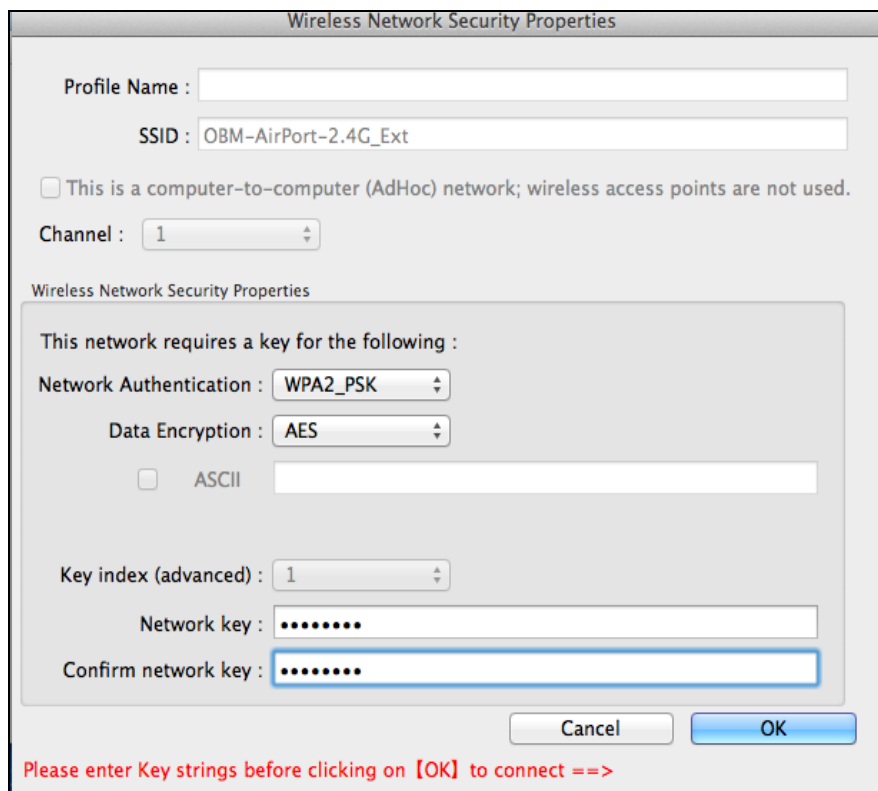 Wireless Network Security Properties
Profile Name :
SSID : OBM-AirPort-2.4G_Ext
This is a computer-to-computer (AdHoc) network; wireless access points are not used.
Channel : 1
Wireless Network Security Properties
This network requires a key for the following :
Network Authentication : WPA2_PSK
Data Encryption : AES
ASCII
Key index (advanced) : 1
Network key : ••••••••
Confirm network key : ••••••••
Cancel OK
Please enter Key strings before clicking on【OK】to connect ==>